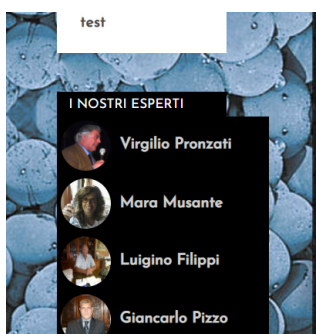 test
I NOSTRI ESPERTI
Virgilio Pronzati
Mara Musante
Luigino Filippi
Giancarlo Pizzo